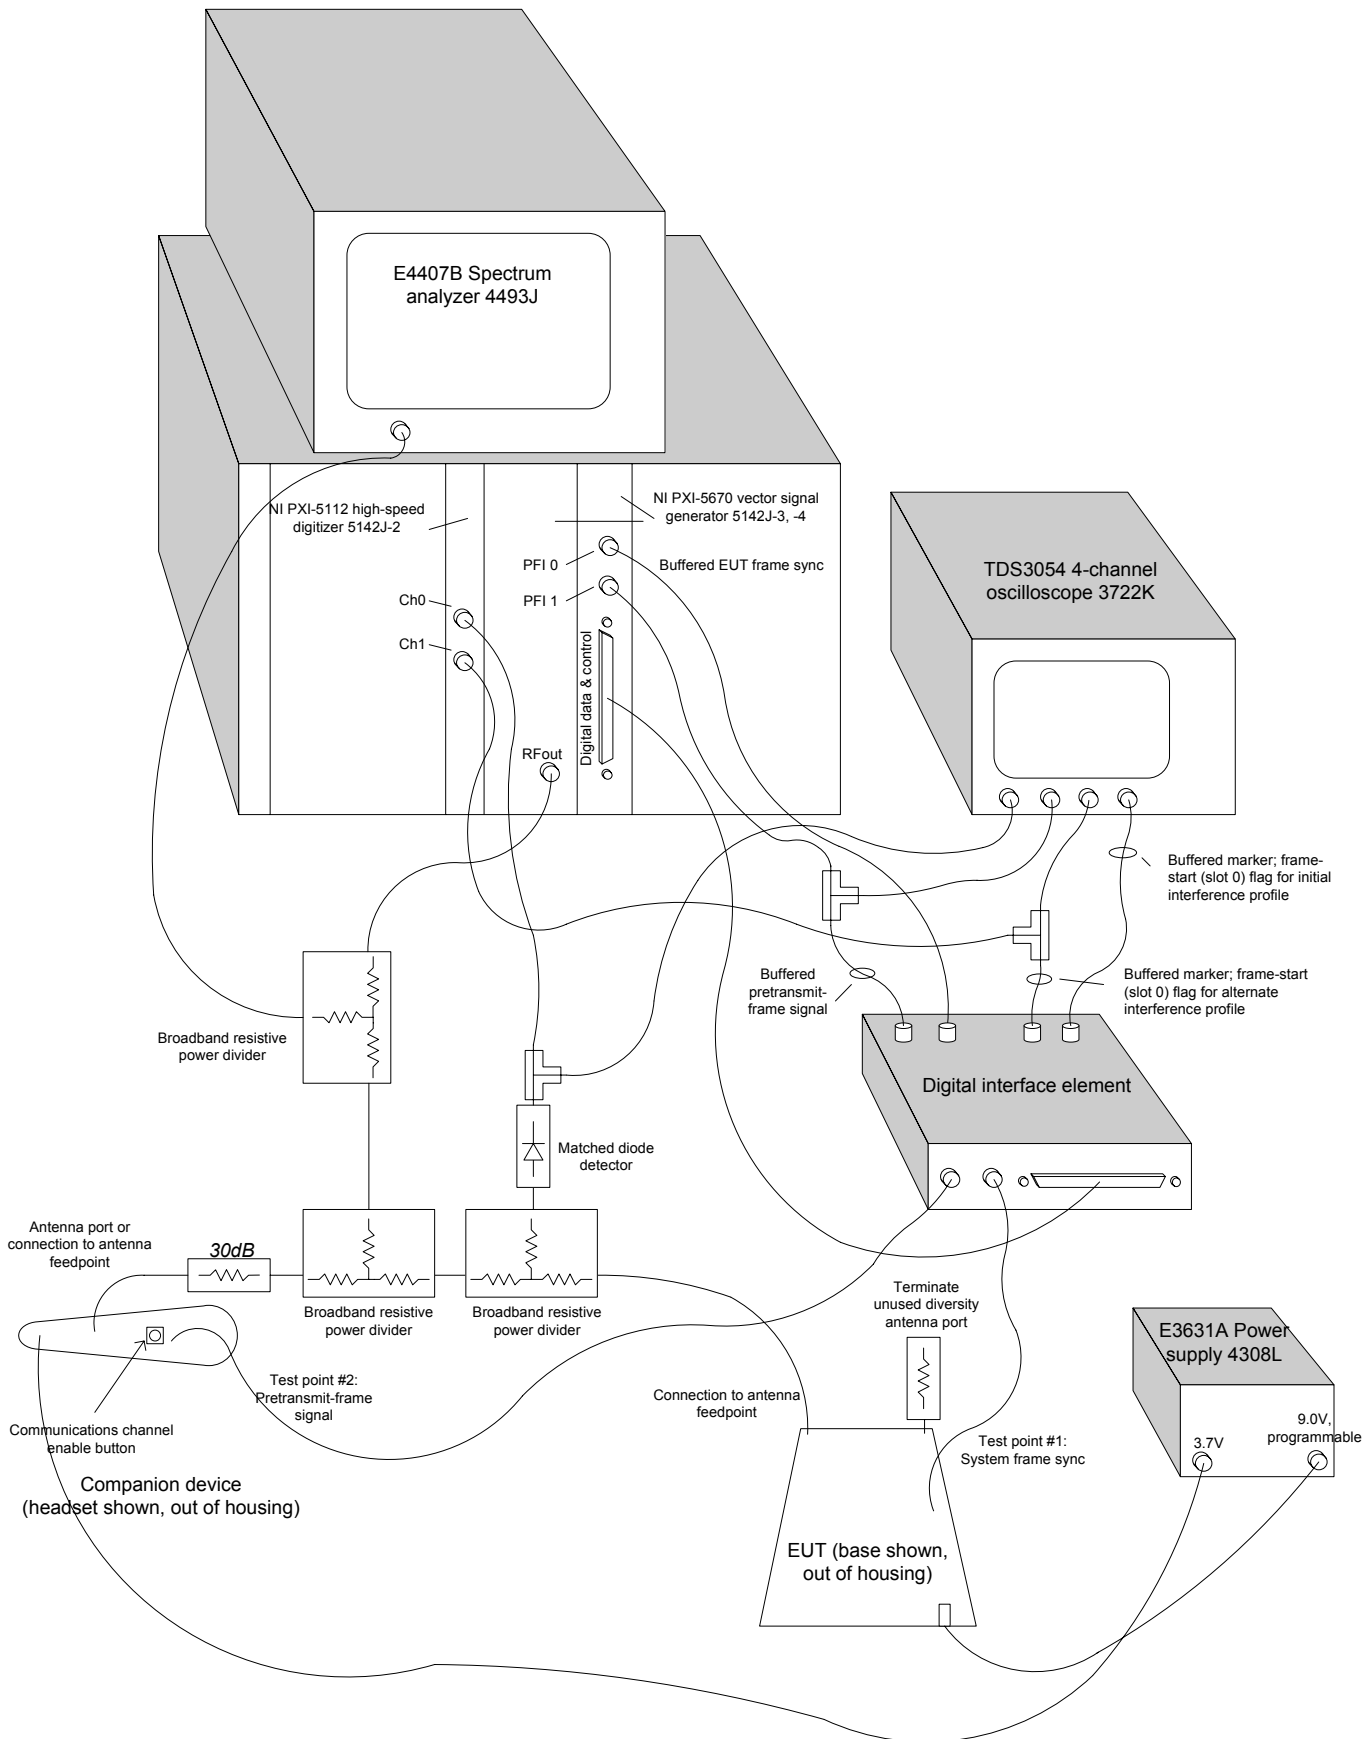 E4407B Spectrum
analyzer 4493J
NI PXI-5112 high-speed
digitizer 5142J-2
NI PXI-5670 vector signal
generator 5142J-3, -4
PFI 0
Buffered EUT frame sync
PFI 1
Ch0
Ch1
Digital data & control
RFout
TDS3054 4-channel
oscilloscope 3722K
Buffered marker; frame-
start (slot 0) flag for initial
interference profile
Buffered
pretransmit-
frame signal
Buffered marker; frame-start
(slot 0) flag for alternate
interference profile
Broadband resistive
power divider
Digital interface element
Matched diode
detector
Antenna port or
connection to antenna
feedpoint
30dB
Broadband resistive
power divider
Broadband resistive
power divider
Terminate
unused diversity
antenna port
E3631A Power
supply 4308L
Test point #2:
Pretransmit-frame
signal
Connection to antenna
feedpoint
Communications channel
enable button
Test point #1:
System frame sync
3.7V
9.0V,
programmable
Companion device
(headset shown, out of housing)
EUT (base shown,
out of housing)